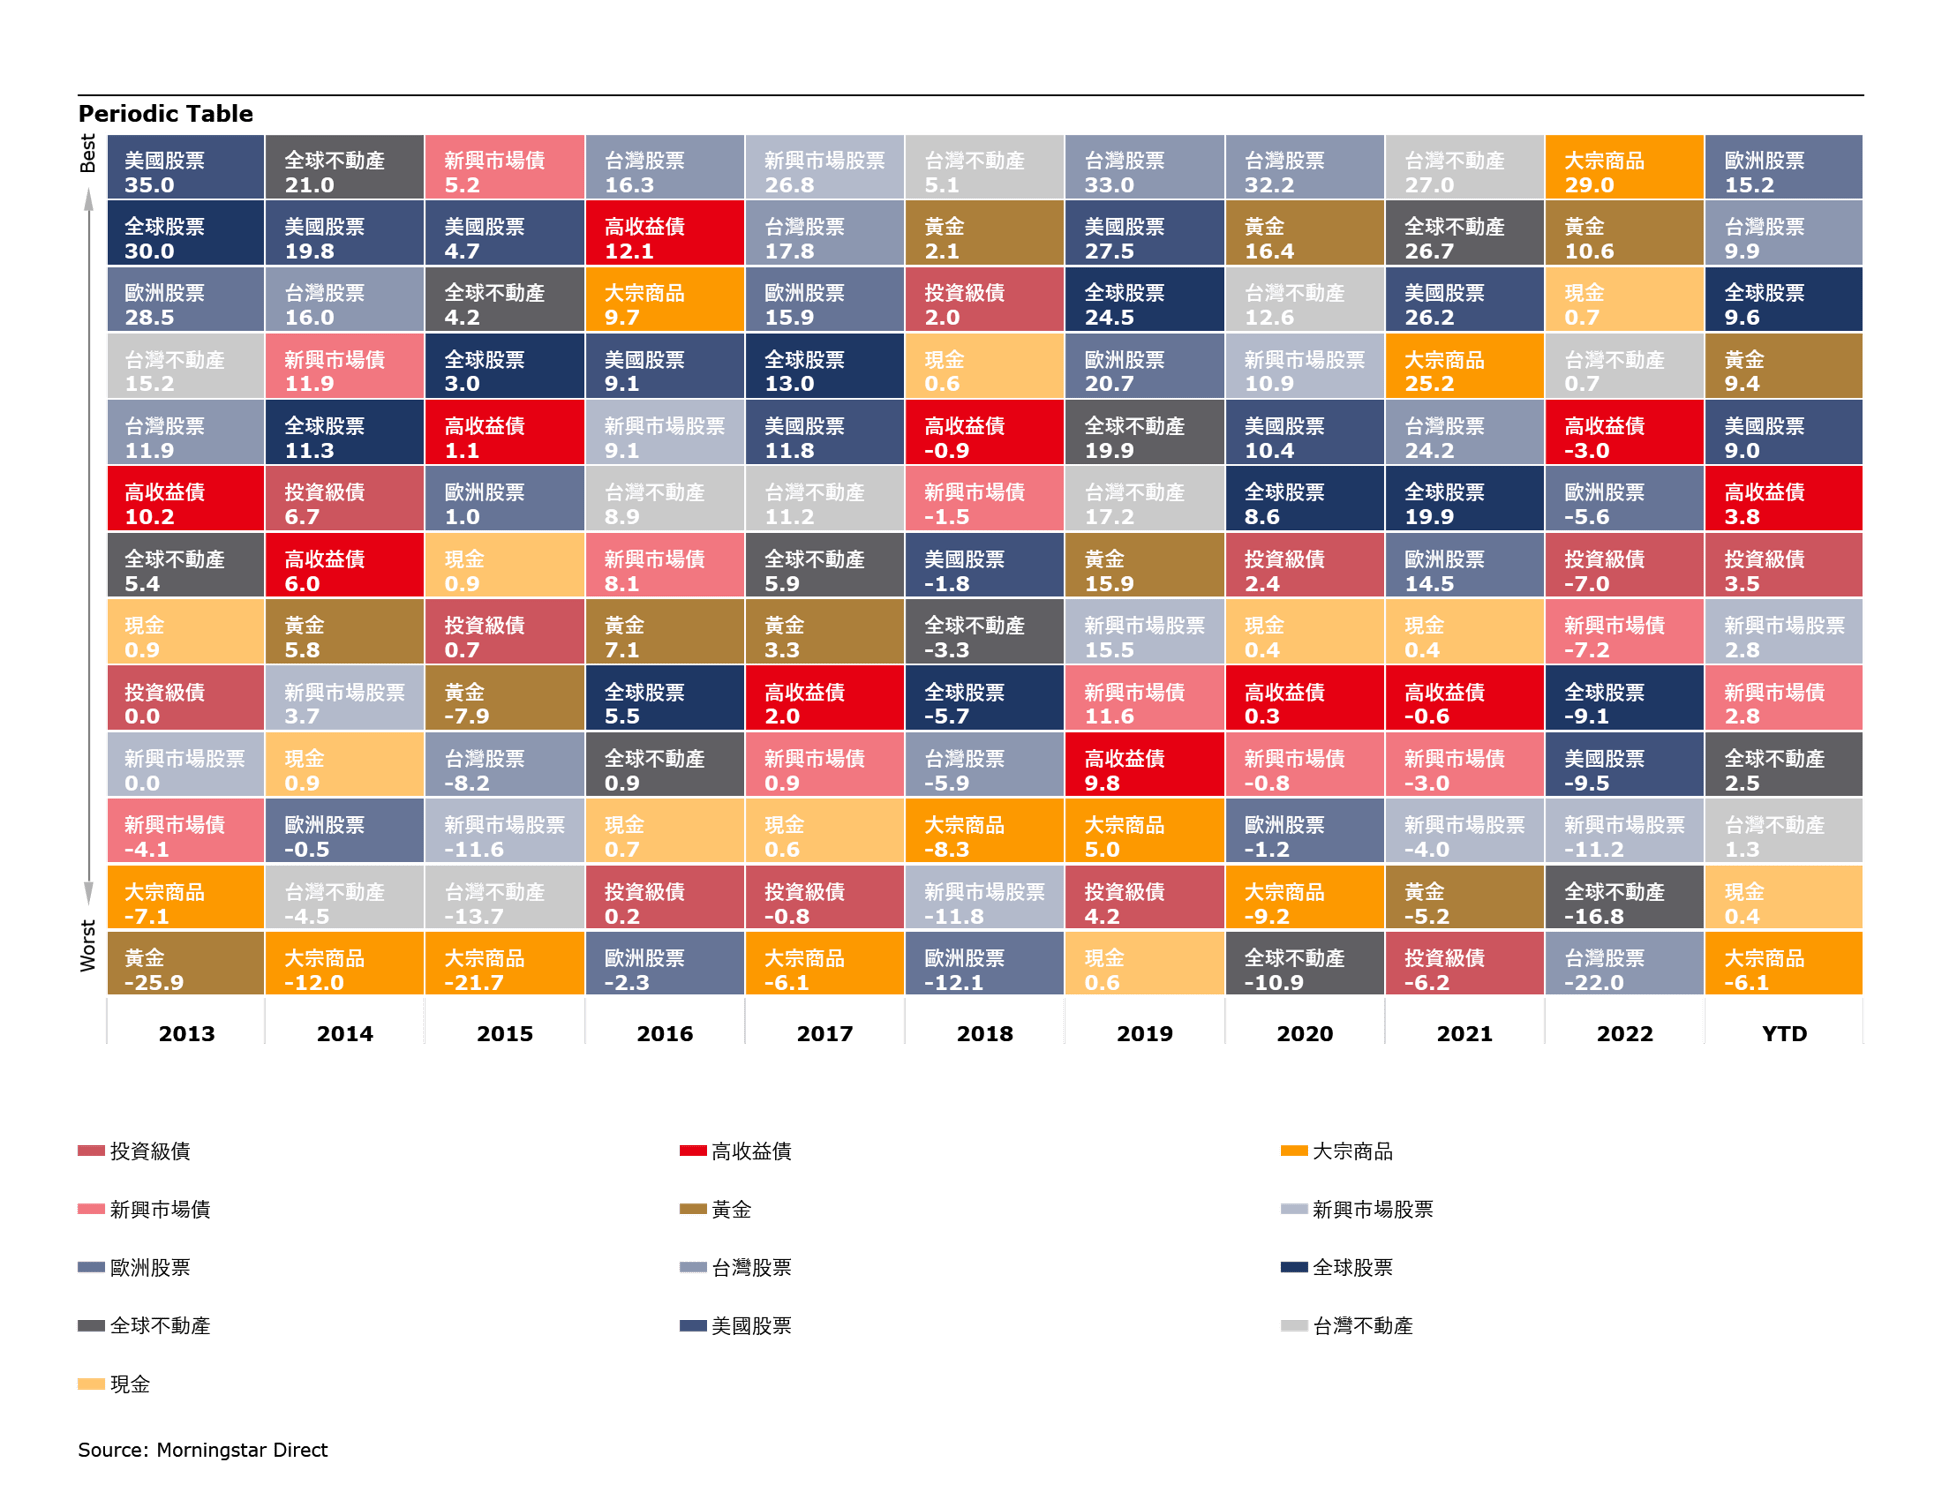 Periodic Table
Best
美國股票 全球不動產 新興市場債 台灣股票 新興市場股票 台灣不動產 台灣股票 台灣股票 台灣不動產 大宗商品 歐洲股票
35.0 21.0 5.2 16.3 26.8 5.1 33.0 32.2 27.0 29.0 15.2
全球股票 美國股票 美國股票 高收益債 台灣股票 黃金 美國股票 黃金 全球不動產 黃金 台灣股票
30.0 19.8 4.7 12.1 17.8 2.1 27.5 16.4 26.7 10.6 9.9
歐洲股票 台灣股票 全球不動產 大宗商品 歐洲股票 投資級債 全球股票 台灣不動產 美國股票 現金 全球股票
28.5 16.0 4.2 9.7 15.9 2.0 24.5 12.6 26.2 0.7 9.6
台灣不動產 新興市場債 全球股票 美國股票 全球股票 現金 歐洲股票 新興市場股票 大宗商品 台灣不動產 黃金
15.2 11.9 3.0 9.1 13.0 0.6 20.7 10.9 25.2 0.7 9.4
台灣股票 全球股票 高收益債 新興市場股票 美國股票 高收益債 全球不動產 美國股票 台灣股票 高收益債 美國股票
11.9 11.3 1.1 9.1 11.8 -0.9 19.9 10.4 24.2 -3.0 9.0
高收益債 投資級債 歐洲股票 台灣不動產 台灣不動產 新興市場債 台灣不動產 全球股票 全球股票 歐洲股票 高收益債
10.2 6.7 1.0 8.9 11.2 -1.5 17.2 8.6 19.9 -5.6 3.8
全球不動產 高收益債 現金 新興市場債 全球不動產 美國股票 黃金 投資級債 歐洲股票 投資級債 投資級債
5.4 6.0 0.9 8.1 5.9 -1.8 15.9 2.4 14.5 -7.0 3.5
現金 黃金 投資級債 黃金 黃金 全球不動產 新興市場股票 現金 現金 新興市場債 新興市場股票
0.9 5.8 0.7 7.1 3.3 -3.3 15.5 0.4 0.4 -7.2 2.8
投資級債 新興市場股票 黃金 全球股票 高收益債 全球股票 新興市場債 高收益債 高收益債 全球股票 新興市場債
0.0 3.7 -7.9 5.5 2.0 -5.7 11.6 0.3 -0.6 -9.1 2.8
新興市場股票 現金 台灣股票 全球不動產 新興市場債 台灣股票 高收益債 新興市場債 新興市場債 美國股票 全球不動產
0.0 0.9 -8.2 0.9 0.9 -5.9 9.8 -0.8 -3.0 -9.5 2.5
新興市場債 歐洲股票 新興市場股票 現金 現金 大宗商品 大宗商品 歐洲股票 新興市場股票 新興市場股票 台灣不動產
-4.1 -0.5 -11.6 0.7 0.6 -8.3 5.0 -1.2 -4.0 -11.2 1.3
大宗商品 台灣不動產 台灣不動產 投資級債 投資級債 新興市場股票 投資級債 大宗商品 黃金 全球不動產 現金
-7.1 -4.5 -13.7 0.2 -0.8 -11.8 4.2 -9.2 -5.2 -16.8 0.4
Worst
黃金 大宗商品 大宗商品 歐洲股票 大宗商品 歐洲股票 現金 全球不動產 投資級債 台灣股票 大宗商品
-25.9 -12.0 -21.7 -2.3 -6.1 -12.1 0.6 -10.9 -6.2 -22.0 -6.1
2013 2014 2015 2016 2017 2018 2019 2020 2021 2022 YTD
投資級債 高收益債 大宗商品
新興市場債 黃金 新興市場股票
歐洲股票 台灣股票 全球股票
全球不動產 美國股票 台灣不動產
現金
Source: Morningstar Direct